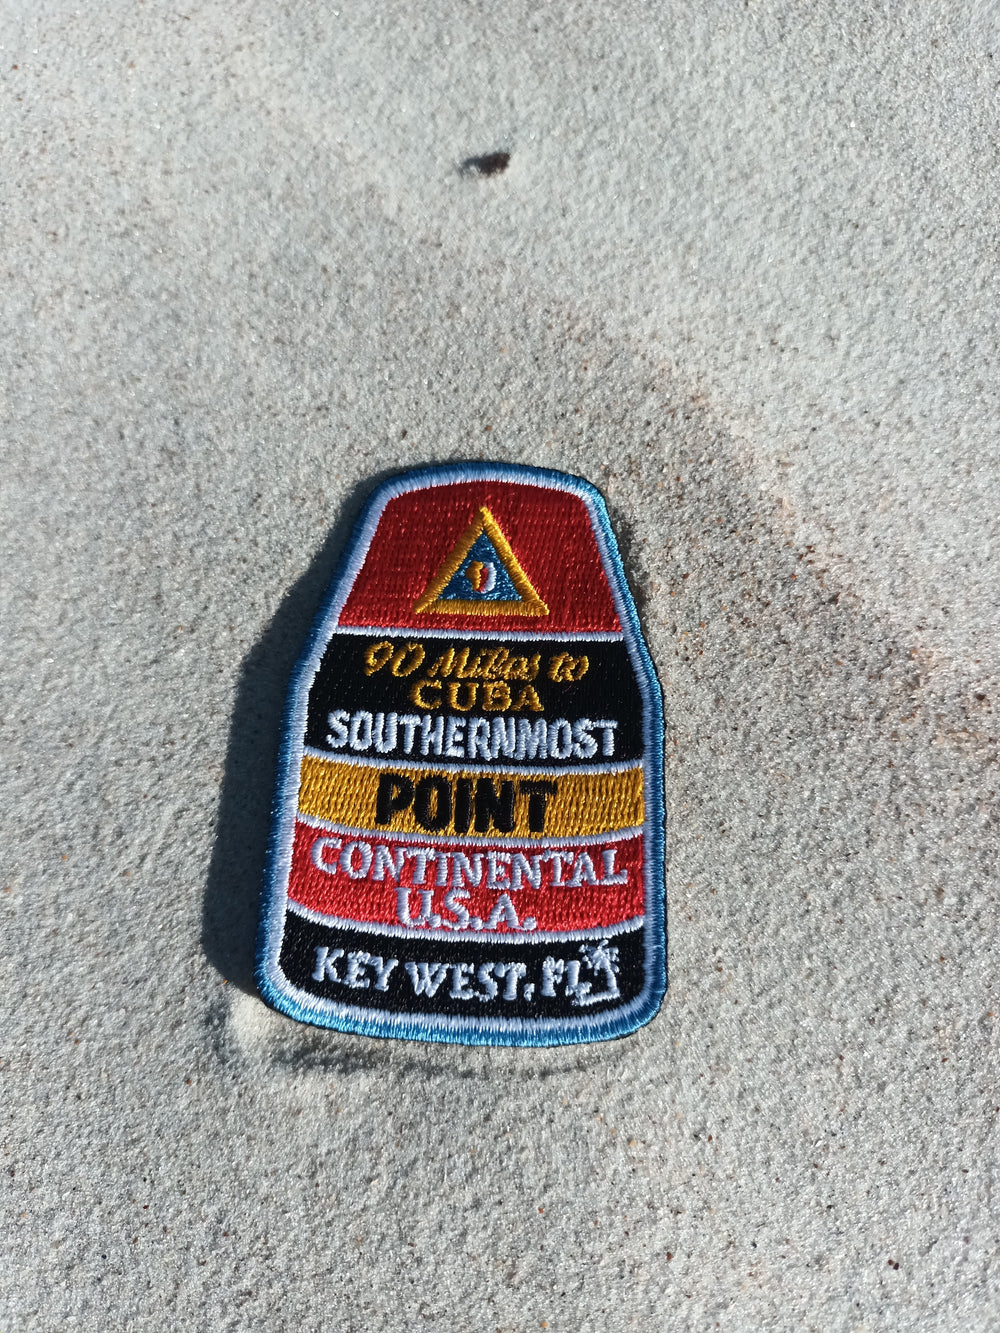 90 Miles to
CUBA
SOUTHERNMOST
POINT
CONTINENTAL
U.S.A.
KEY WEST, FL